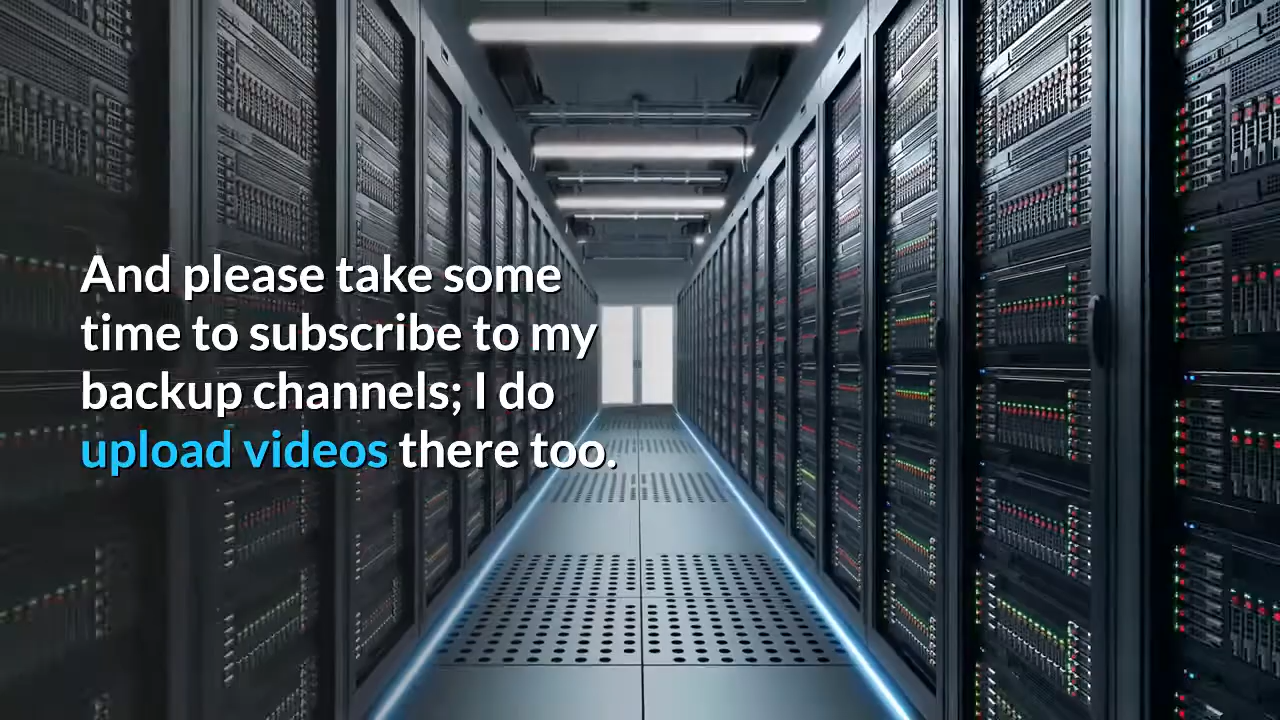 And please take some
time to subscribe to my
backup channels; I do
upload videos there too.